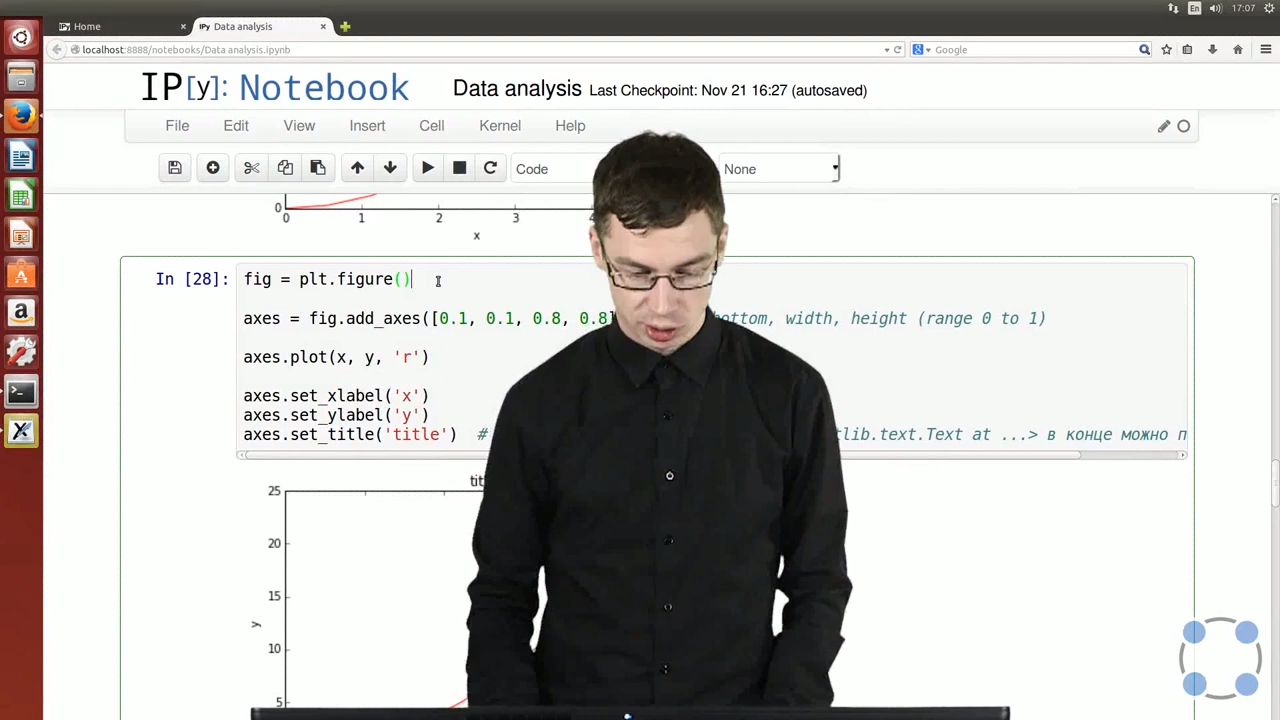 En 17:07
IPy Home × IPy Data analysis ×
localhost:8888/notebooks/Data analysis.ipynb
Google
IP[y]: Notebook Data analysis Last Checkpoint: Nov 21 16:27 (autosaved)
File Edit View Insert Cell Kernel Help
Code None
0
0 1 2 3
x
In [28]: fig = plt.figure()
axes = fig.add_axes([0.1, 0.1, 0.8, 0.8] bottom, width, height (range 0 to 1)
axes.plot(x, y, 'r')
axes.set_xlabel('x')
axes.set_ylabel('y')
axes.set_title('title') # tlib.text.Text at ...> в конце можно п
25
20
15
y
10
5